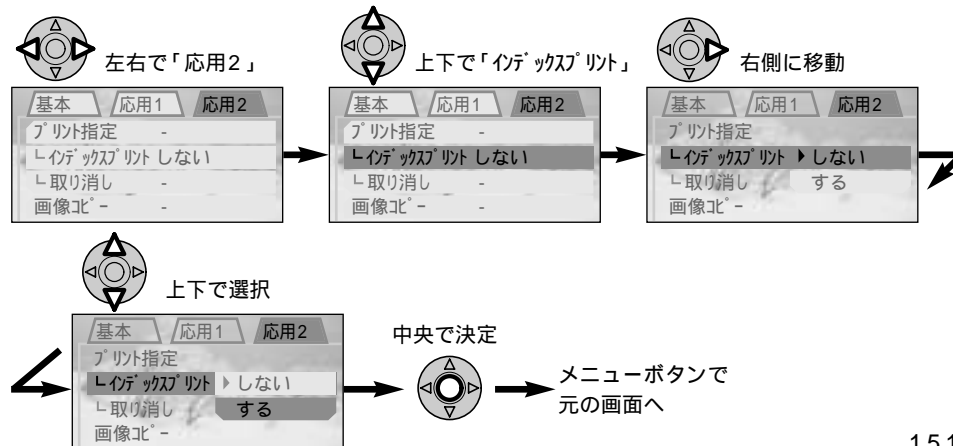 左右で「応用2」
基本 応用1 応用2
プリント指定 -
└インデックスプリント しない
└取り消し -
画像コピー -
上下で「インデックスプリント」
基本 応用1 応用2
プリント指定 -
└インデックスプリント しない
└取り消し -
画像コピー -
右側に移動
基本 応用1 応用2
プリント指定
└インデックスプリント しない
└取り消し する
画像コピー
上下で選択
基本 応用1 応用2
プリント指定
└インデックスプリント しない
└取り消し する
画像コピー
中央で決定
メニューボタンで
元の画面へ
151